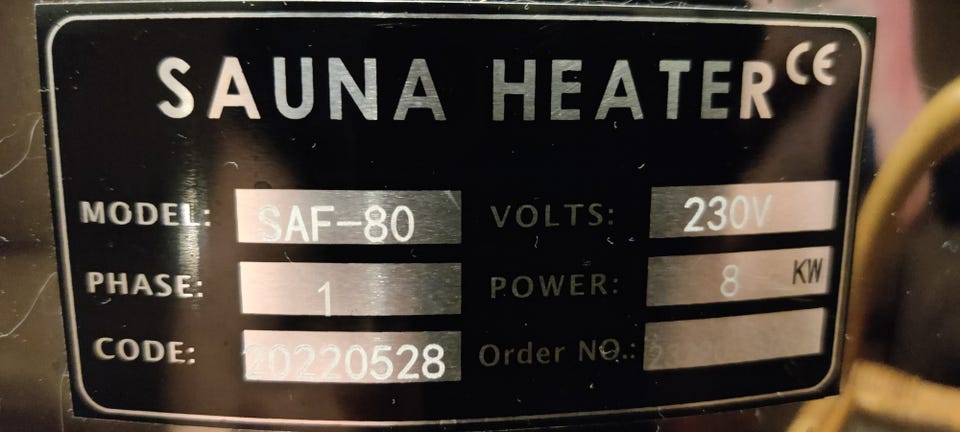 SAUNA HEATER CE
MODEL: SAF-80 VOLTS: 230V
PHASE: 1 POWER: 8 KW
CODE: 20220528 Order NO.: